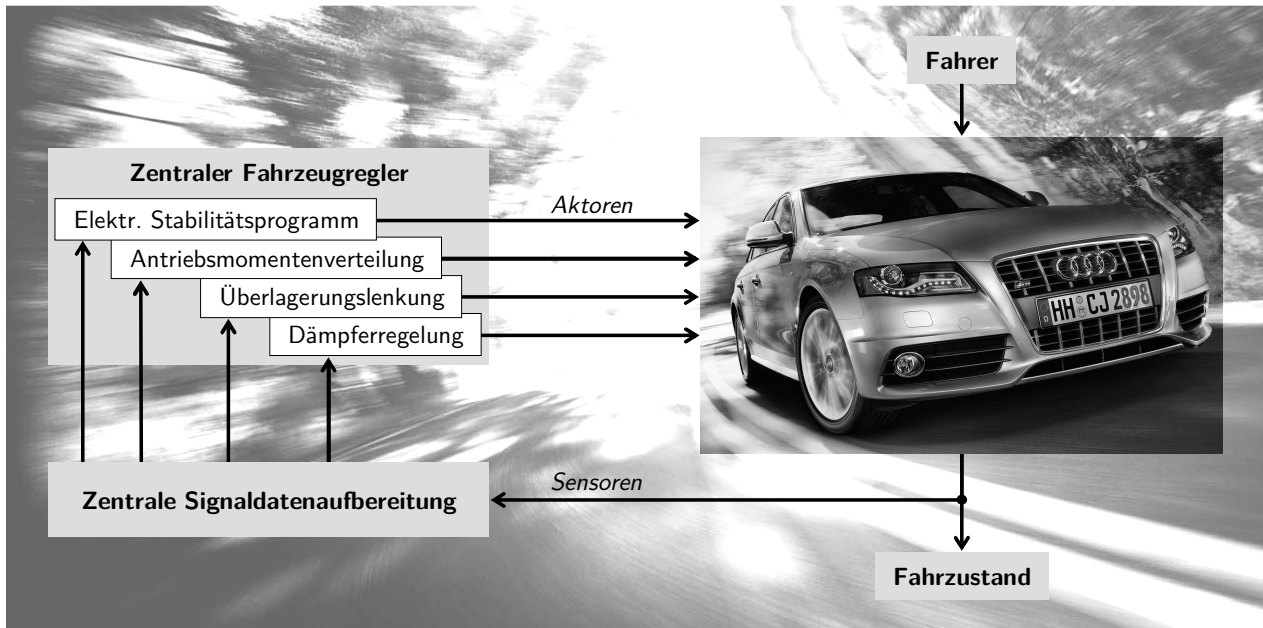 Fahrer
Zentraler Fahrzeugregler
Elektr. Stabilitätsprogramm
Aktoren
Antriebsmomentenverteilung
Überlagerungslenkung
Dämpferregelung
HH CJ 2898
Zentrale Signaldatenaufbereitung
Sensoren
Fahrzustand